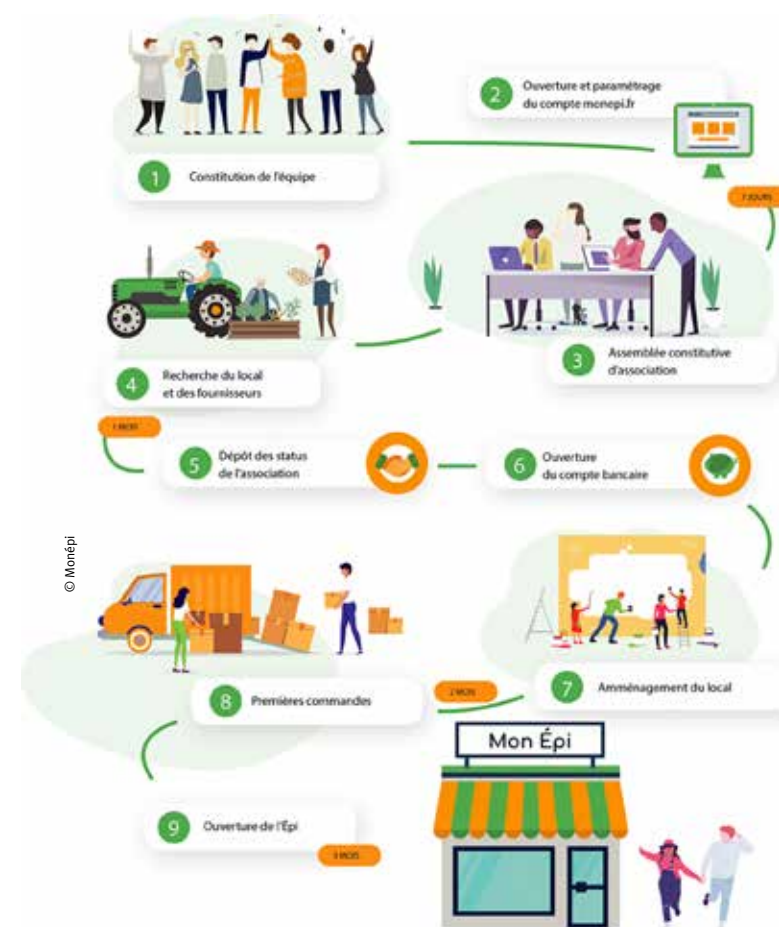 1
Constitution de l'équipe
2
Ouverture et paramétrage
du compte monepi.fr
7 JOURS
3
Assemblée constitutive
d'association
4
Recherche du local
et des fournisseurs
1 MOIS
5
Dépôt des status
de l'association
6
Ouverture
du compte bancaire
© Monépi
7
Amménagement du local
2 MOIS
8
Premières commandes
Mon Épi
9
Ouverture de l'Épi
MOIS